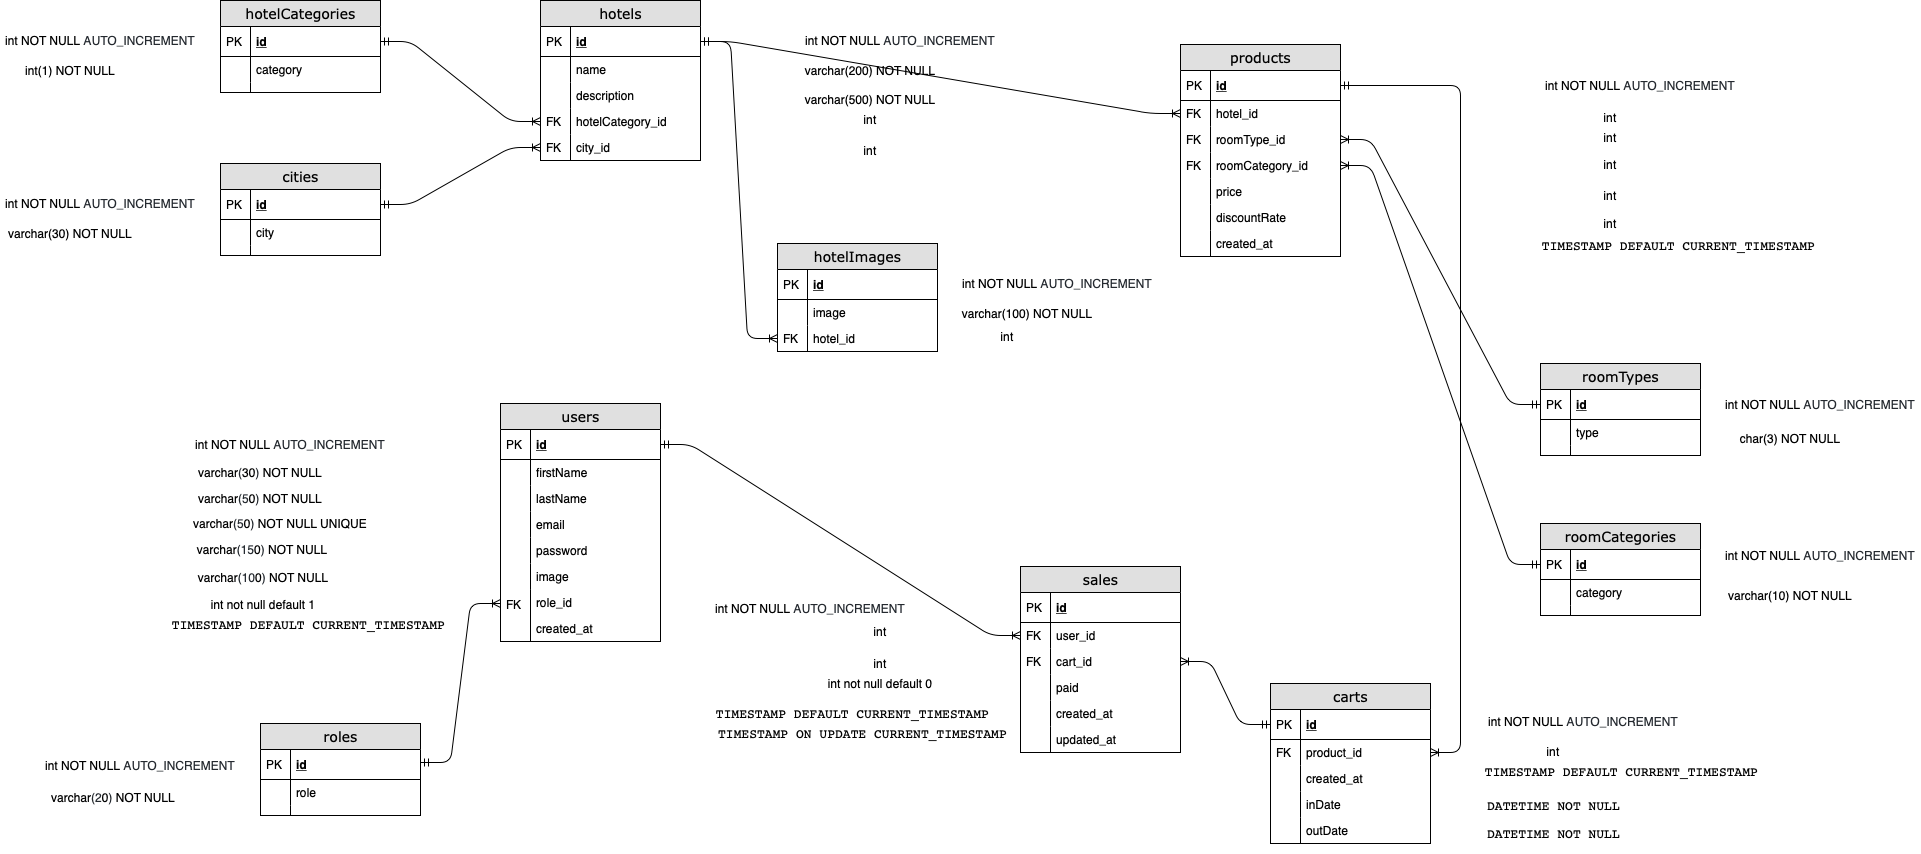 hotelCategories
int NOT NULL AUTO_INCREMENT
PK id
int(1) NOT NULL
category
cities
int NOT NULL AUTO_INCREMENT
PK id
varchar(30) NOT NULL
city
hotels
PK id
int NOT NULL AUTO_INCREMENT
name
varchar(200) NOT NULL
description
varchar(500) NOT NULL
FK hotelCategory_id
int
FK city_id
int
hotelImages
PK id
int NOT NULL AUTO_INCREMENT
image
varchar(100) NOT NULL
FK hotel_id
int
products
PK id
int NOT NULL AUTO_INCREMENT
FK hotel_id
int
FK roomType_id
int
FK roomCategory_id
int
price
int
discountRate
int
created_at
TIMESTAMP DEFAULT CURRENT_TIMESTAMP
roomTypes
PK id
int NOT NULL AUTO_INCREMENT
type
char(3) NOT NULL
roomCategories
int NOT NULL AUTO_INCREMENT
PK id
category
varchar(10) NOT NULL
users
int NOT NULL AUTO_INCREMENT
PK id
varchar(30) NOT NULL
firstName
varchar(50) NOT NULL
lastName
varchar(50) NOT NULL UNIQUE
email
varchar(150) NOT NULL
password
varchar(100) NOT NULL
image
int not null default 1
FK role_id
TIMESTAMP DEFAULT CURRENT_TIMESTAMP
created_at
roles
int NOT NULL AUTO_INCREMENT
PK id
varchar(20) NOT NULL
role
sales
int NOT NULL AUTO_INCREMENT
PK id
int
FK user_id
int
FK cart_id
int not null default 0
paid
TIMESTAMP DEFAULT CURRENT_TIMESTAMP
created_at
TIMESTAMP ON UPDATE CURRENT_TIMESTAMP
updated_at
carts
PK id
int NOT NULL AUTO_INCREMENT
FK product_id
int
created_at
TIMESTAMP DEFAULT CURRENT_TIMESTAMP
inDate
DATETIME NOT NULL
outDate
DATETIME NOT NULL